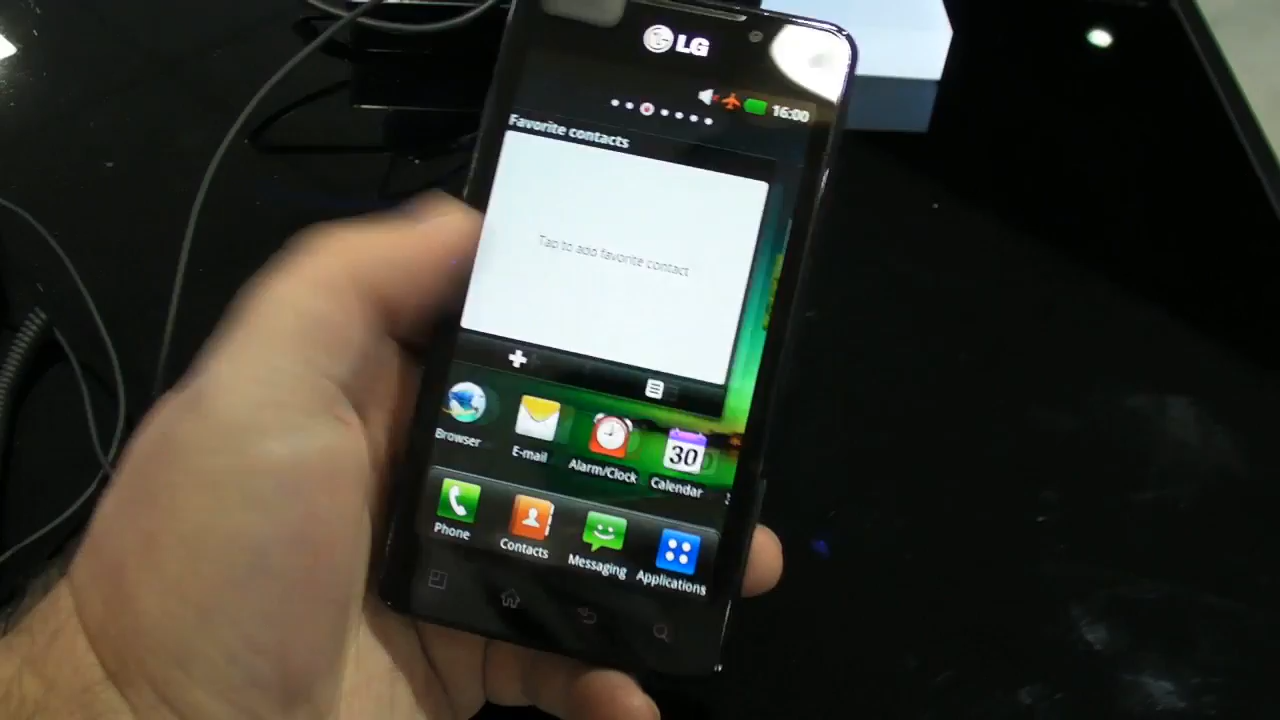 LG
16:00
Favorite contacts
Tap to add favorite contact
Browser
E-mail
Alarm/Clock
30
Calendar
Phone
Contacts
Messaging
Applications